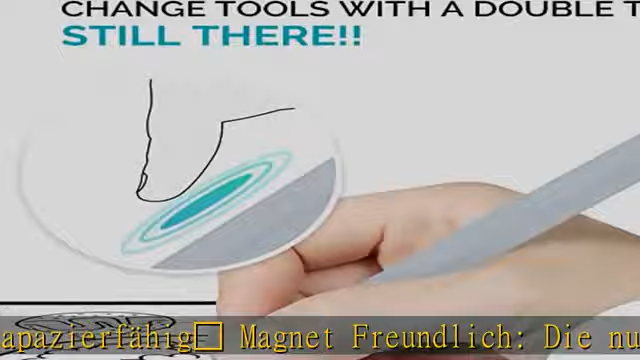 CHANGE TOOLS WITH A DOUBLE T
STILL THERE!!
apazierfähig□ Magnet Freundlich: Die nu